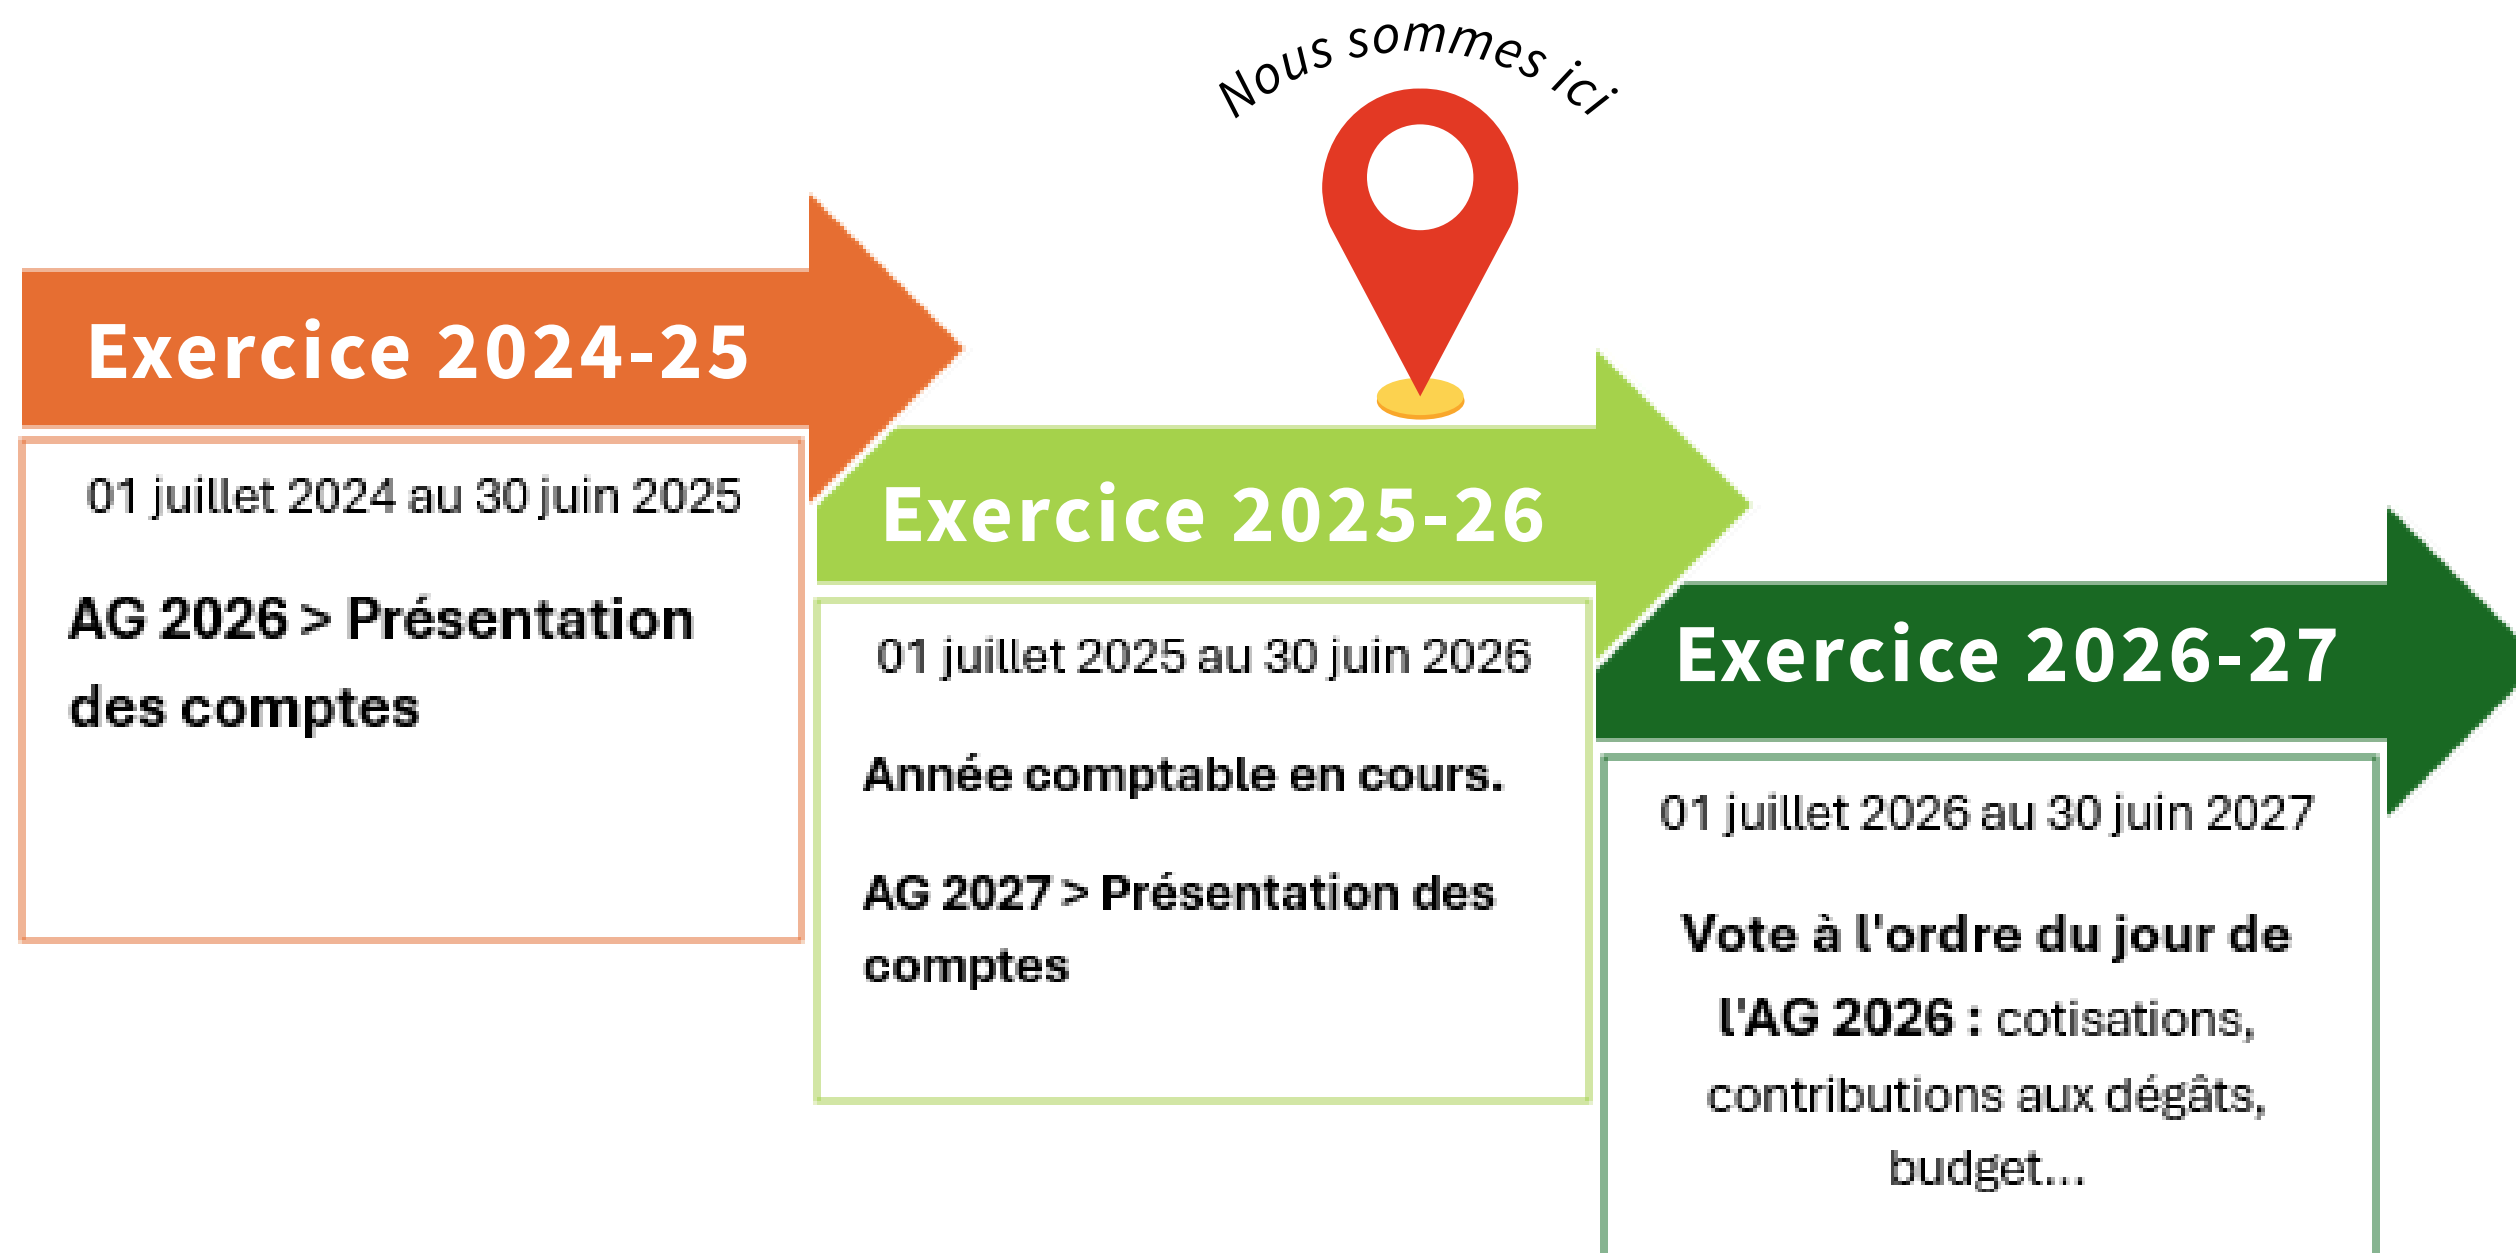 Nous sommes ici
Exercice 2024-25
01 juillet 2024 au 30 juin 2025
AG 2026 > Présentation
des comptes
Exercice 2025-26
01 juillet 2025 au 30 juin 2026
Année comptable en cours.
AG 2027 > Présentation des
comptes
Exercice 2026-27
01 juillet 2026 au 30 juin 2027
Vote à l'ordre du jour de
l'AG 2026 : cotisations,
contributions aux dégâts,
budget...